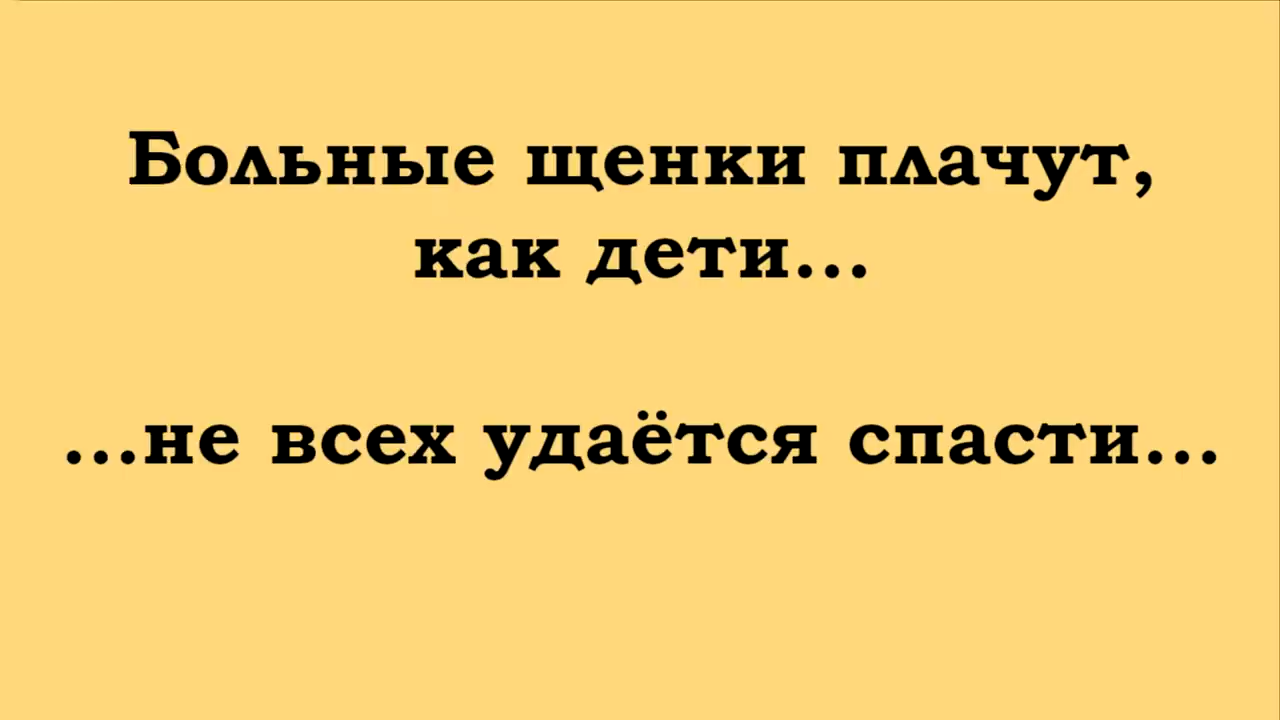 Больные щенки плачут,
как дети...
...не всех удаётся спасти...